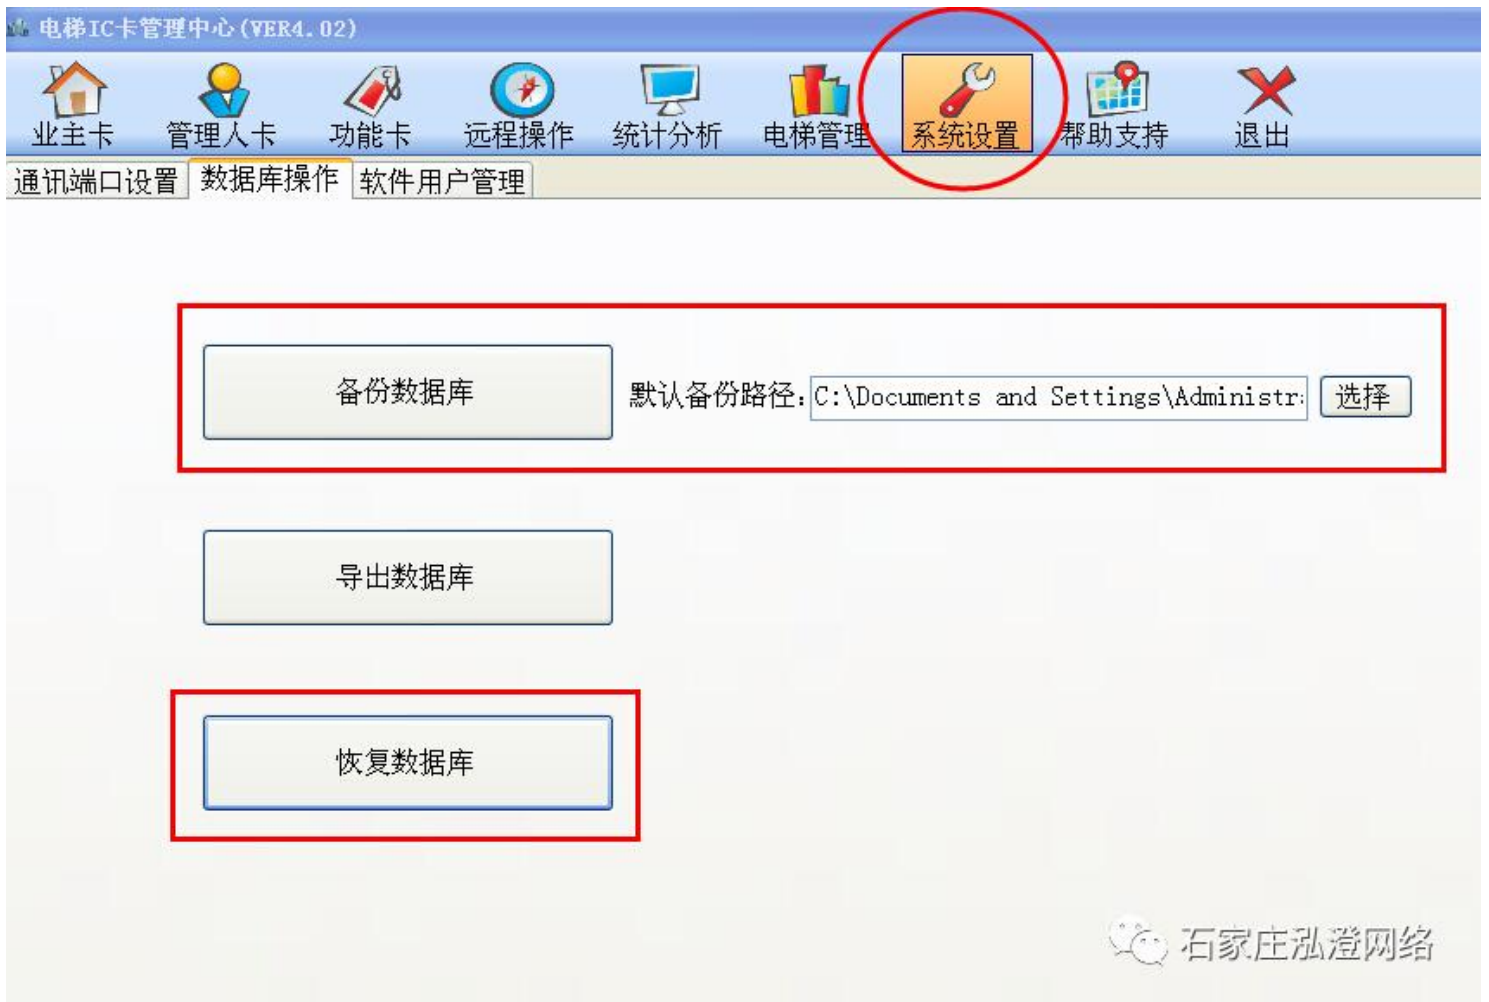 电梯IC卡管理中心(VER4.02)
业主卡 管理人卡 功能卡 远程操作 统计分析 电梯管理 系统设置 帮助支持 退出
通讯端口设置 数据库操作 软件用户管理
备份数据库 默认备份路径: C:\Documents and Settings\Administr 选择
导出数据库
恢复数据库
石家庄泓澄网络